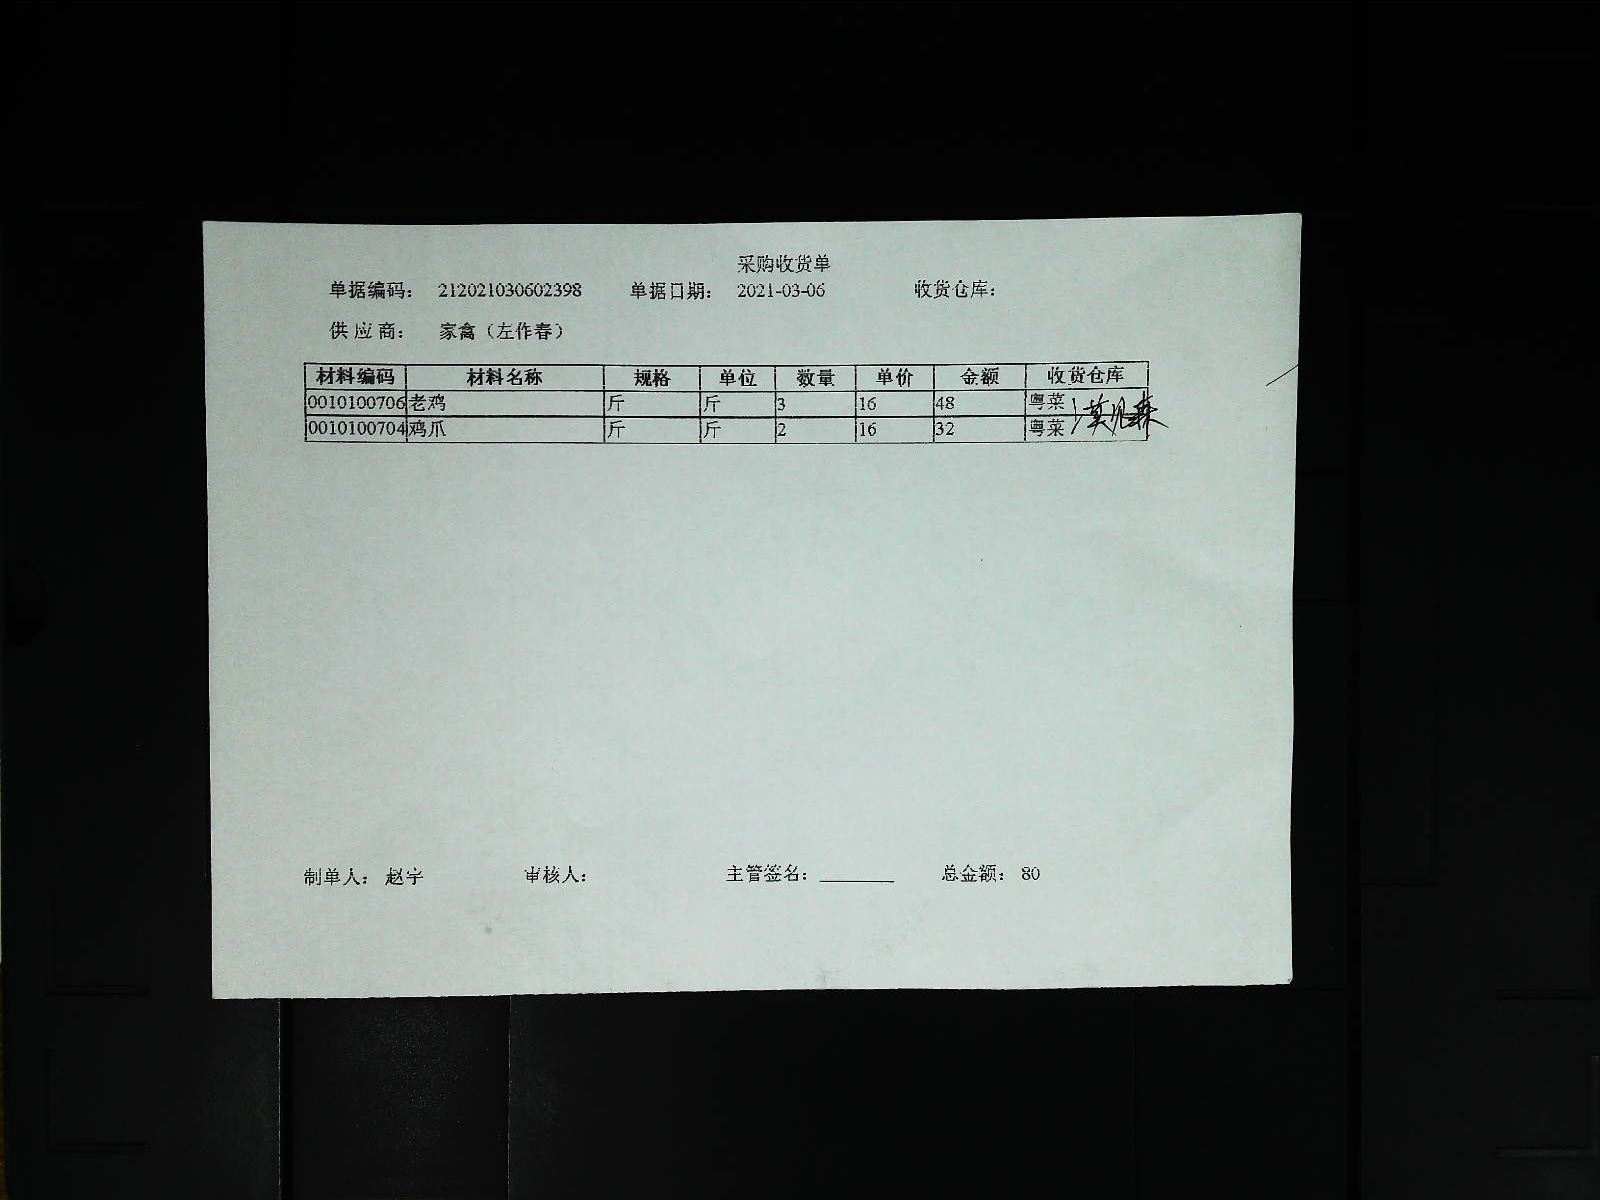 采购收货单
单据编码： 212021030602398 单据日期： 2021-03-06 收货仓库：
供应商： 家禽（左作春）
材料编码 材料名称 规格 单位 数量 单价 金额 收货仓库
0010100706 老鸡 斤 斤 3 16 48 粤菜
0010100704 鸡爪 斤 斤 2 16 32 粤菜
制单人： 赵宇 审核人： 主管签名：_______ 总金额： 80